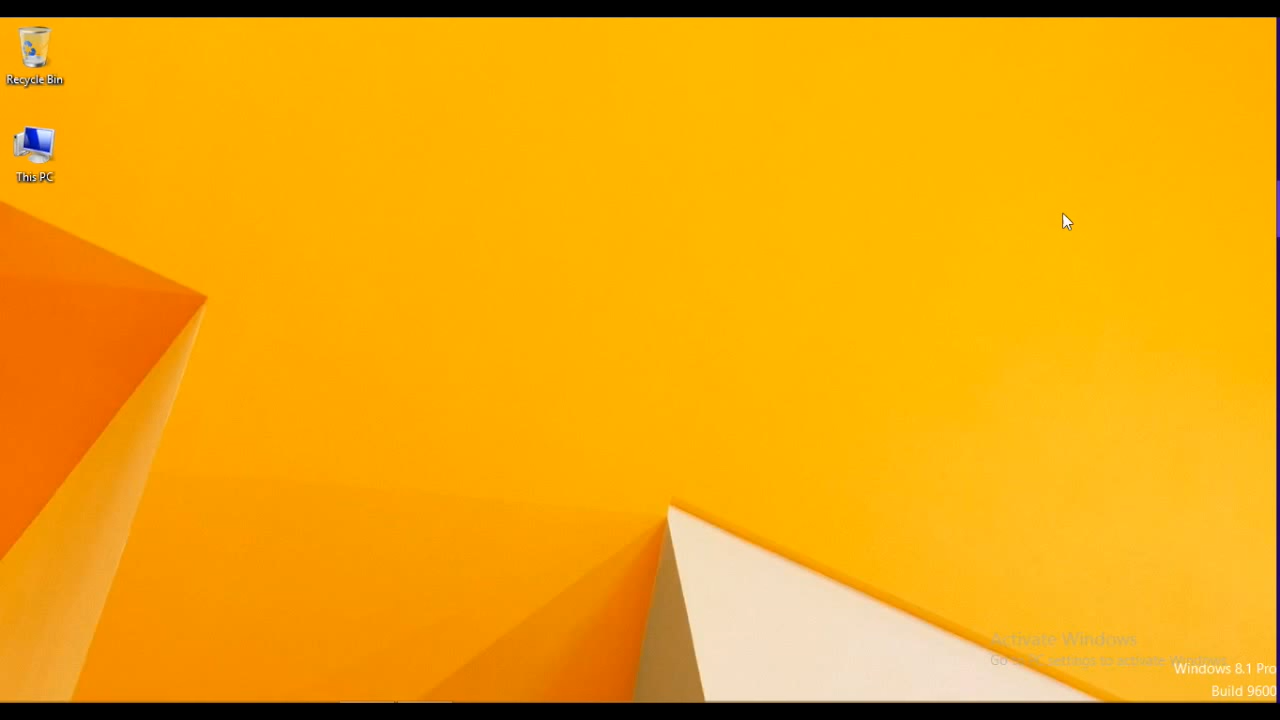 Recycle Bin
This PC
Activate Windows
Go to PC settings to activate Windows.
Windows 8.1 Pro
Build 9600